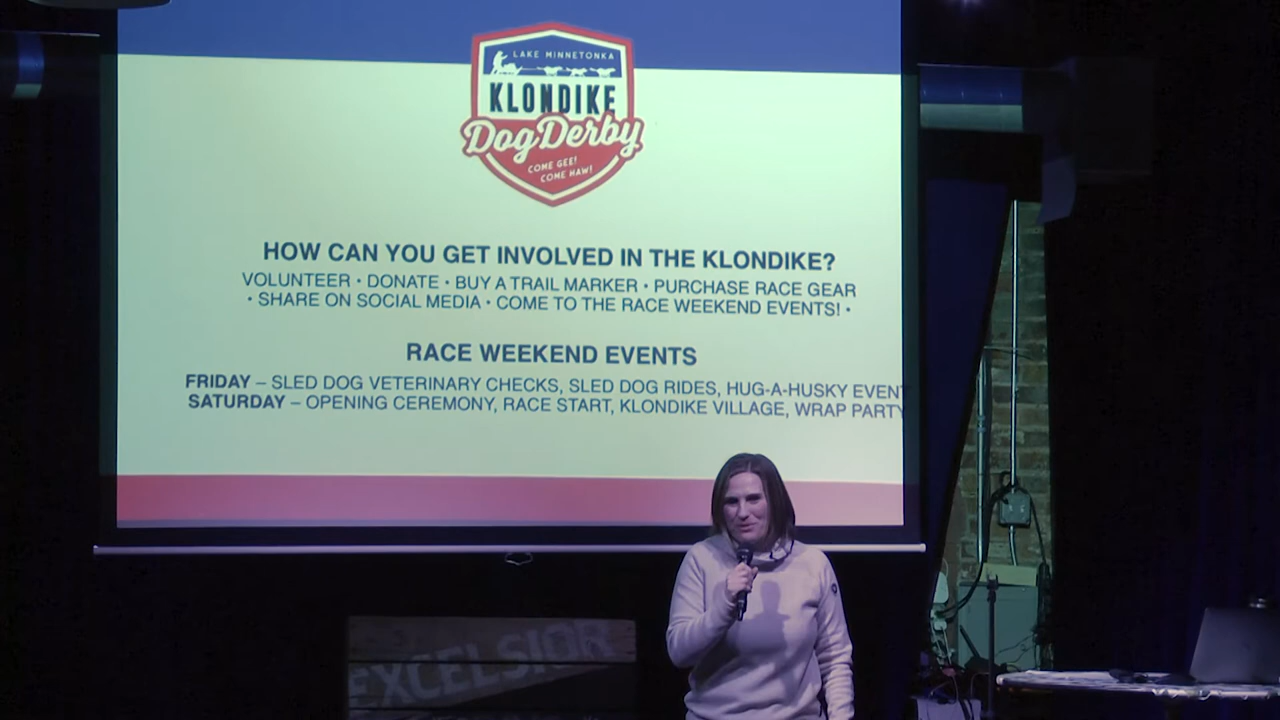 LAKE MINNETONKA
KLONDIKE
Dog Derby
COME GEE!
COME HAW!
HOW CAN YOU GET INVOLVED IN THE KLONDIKE?
VOLUNTEER • DONATE • BUY A TRAIL MARKER • PURCHASE RACE GEAR
• SHARE ON SOCIAL MEDIA • COME TO THE RACE WEEKEND EVENTS! •
RACE WEEKEND EVENTS
FRIDAY – SLED DOG VETERINARY CHECKS, SLED DOG RIDES, HUG-A-HUSKY EVENT
SATURDAY – OPENING CEREMONY, RACE START, KLONDIKE VILLAGE, WRAP PARTY
EXCELSIOR